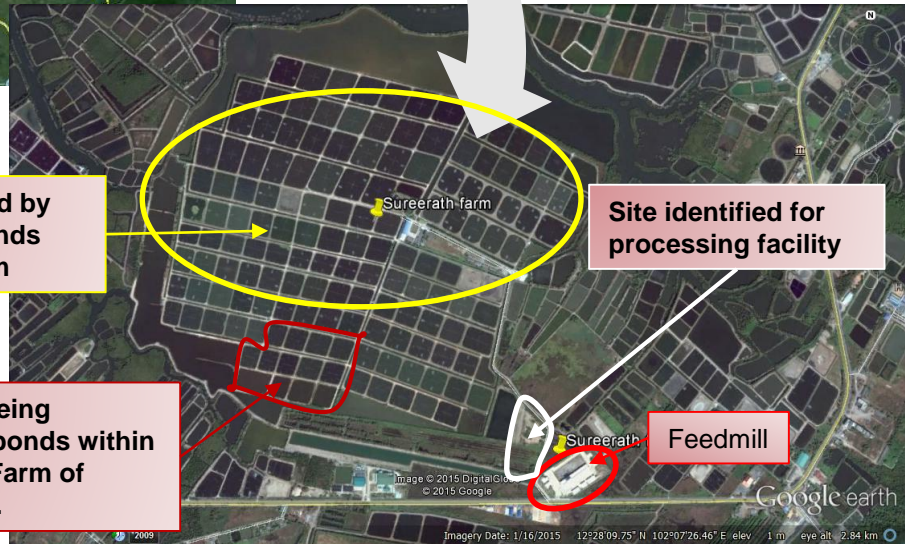 Sureerath farm
d by
nds
n
Site identified for
processing facility
eing
ponds within
Farm of
Sureerath
Feedmill
Image © 2015 DigitalGlo
© 2015 Google
Google earth
2009
Imagery Date: 1/16/2015 12°28'09.75" N 102°07'26.46" E elev 1 m eye alt 2.84 km
N